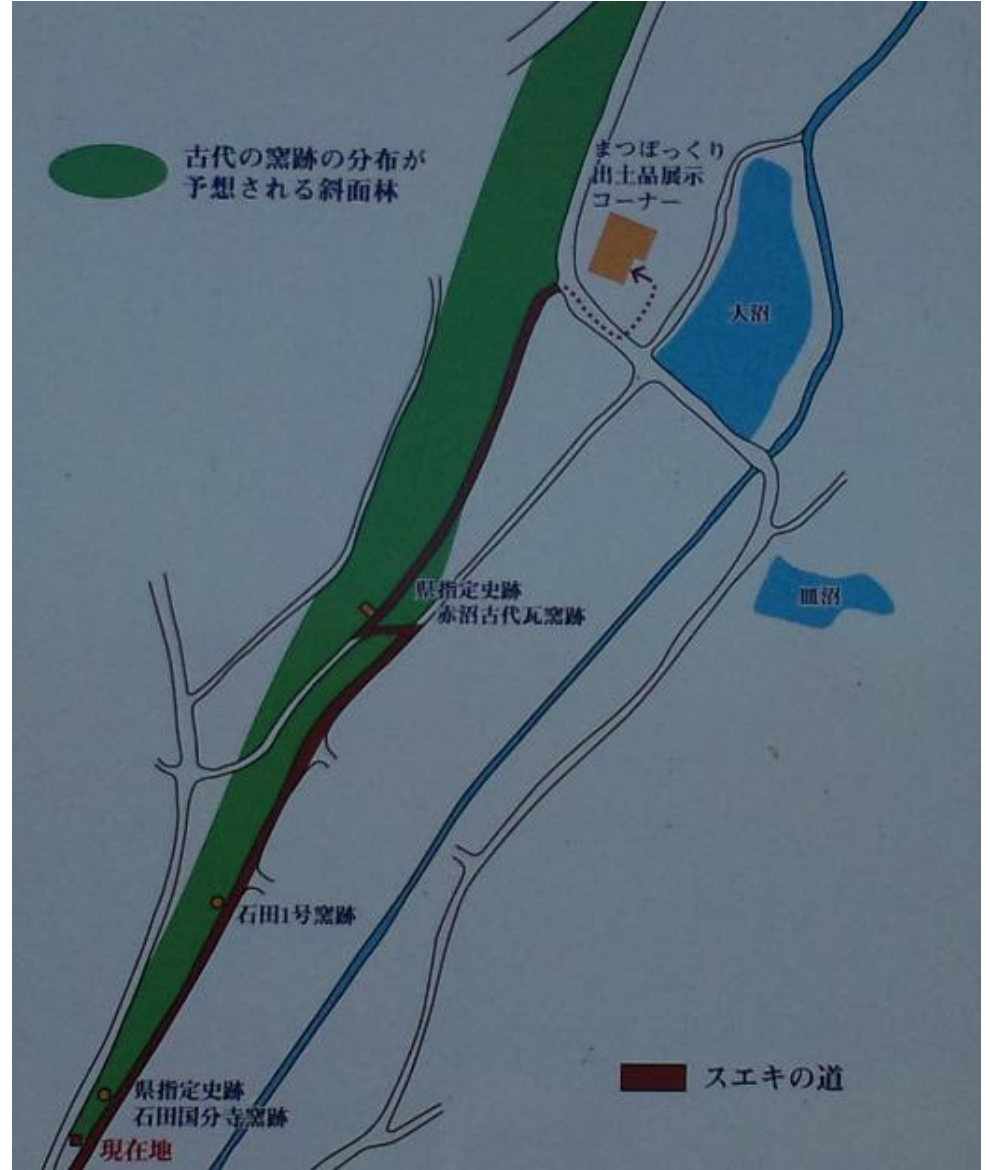 古代の窯跡の分布が
予想される斜面林
まつぼっくり
出土品展示
コーナー
大沼
県指定史跡
赤沼古代瓦窯跡
皿沼
石田1号窯跡
スエキの道
県指定史跡
石田国分寺窯跡
現在地